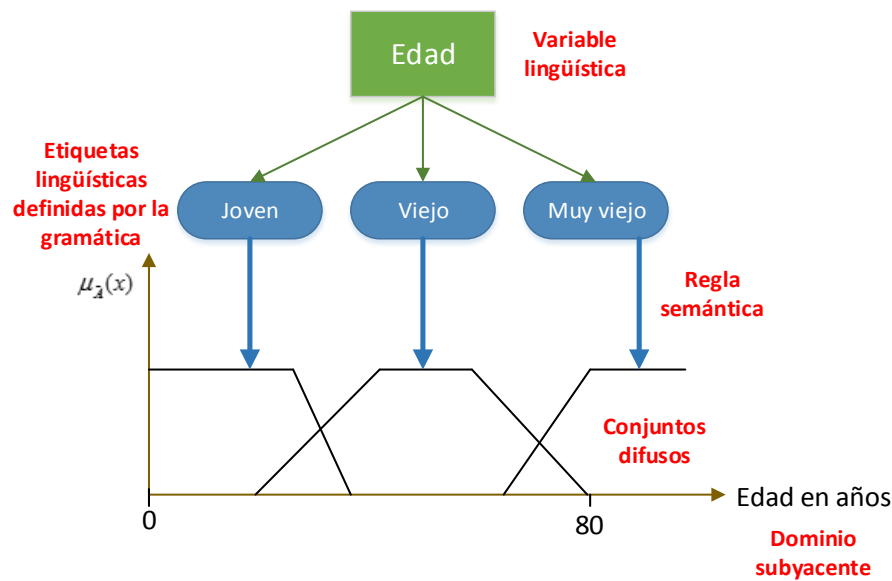 Edad
Variable
lingüística
Etiquetas
lingüísticas
definidas por la
gramática
Joven
Viejo
Muy viejo
μ_Ã(x)
Regla
semántica
Conjuntos
difusos
0
80
Edad en años
Dominio
subyacente